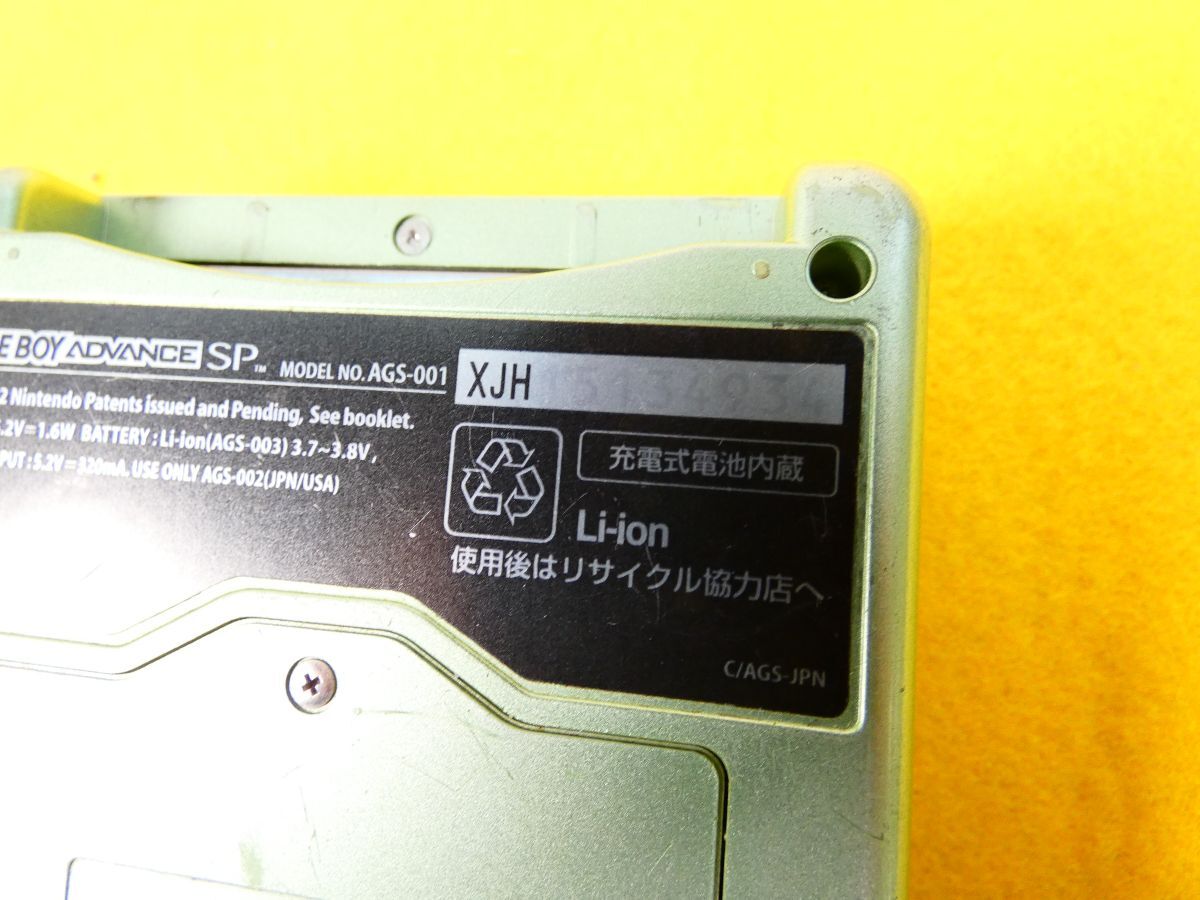 E BOY ADVANCE SP™ MODEL NO. AGS-001
XJH
2 Nintendo Patents issued and Pending, See booklet.
.2V⎓1.6W BATTERY : Li-ion(AGS-003) 3.7~3.8V,
PUT : 5.2V⎓320mA. USE ONLY AGS-002(JPN/USA)
充電式電池内蔵
Li-ion
使用後はリサイクル協力店へ
C/AGS-JPN